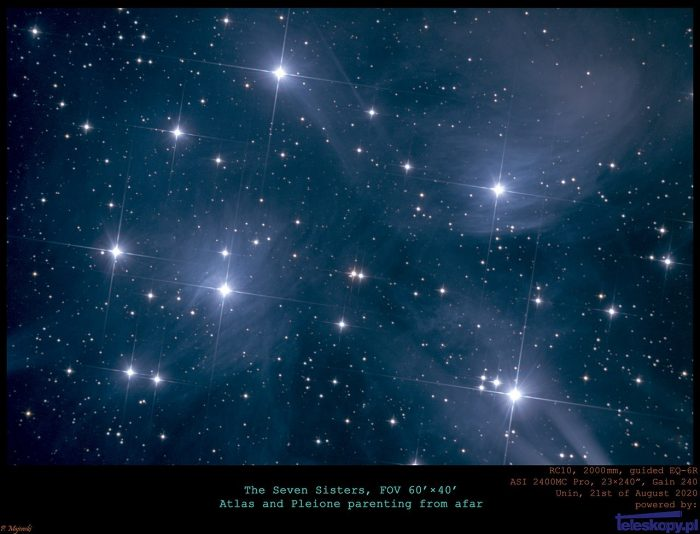 The Seven Sisters, FOV 60’×40’
Atlas and Pleione parenting from afar
RC10, 2000mm, guided EQ-6R
ASI 2400MC Pro, 23×240”, Gain 240
Unin, 21st of August 2020
powered by:
teleskopy.pl